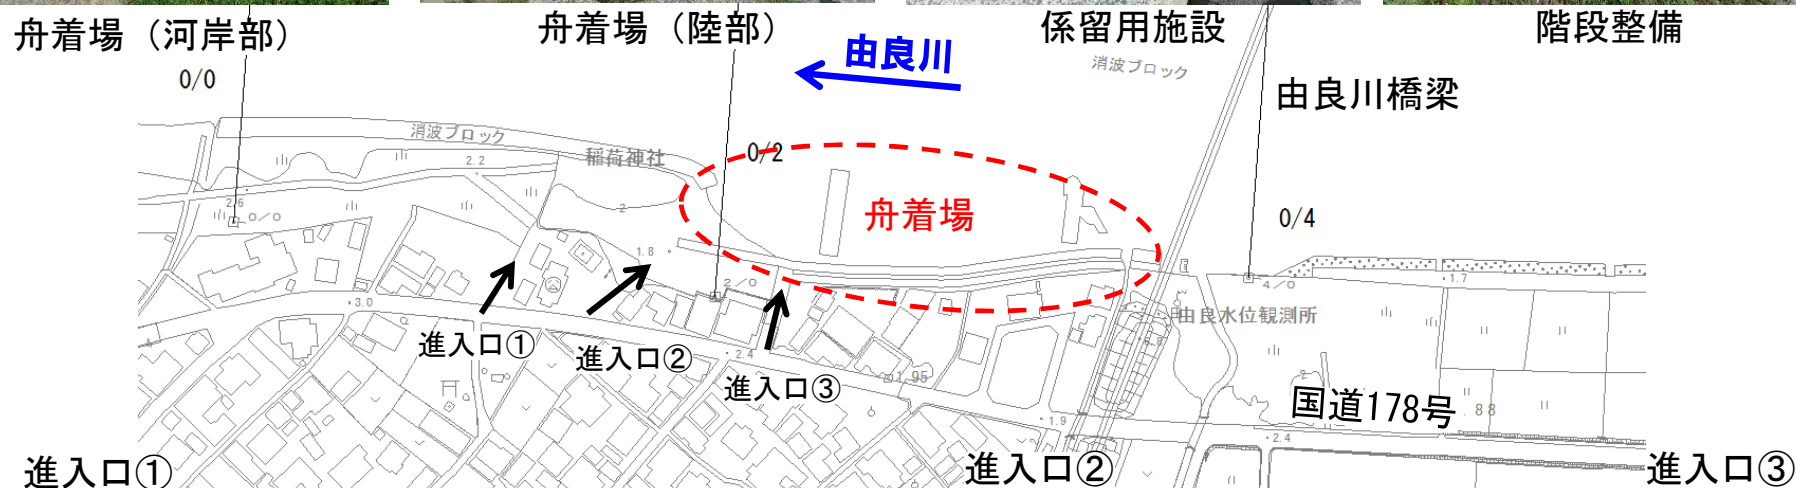 舟着場（河岸部）
舟着場（陸部）
係留用施設
階段整備
由良川
消波ブロック
0/0
由良川橋梁
消波ブロック
稲荷神社
0/2
2.2
2.6
0/0
2
舟着場
0/4
1.8
2/0
4/0
1.7
3.0
由良水位観測所
進入口①
進入口②
2.4
進入口③
1.95
国道178号
.88
1.9
2.4
進入口①
進入口②
進入口③